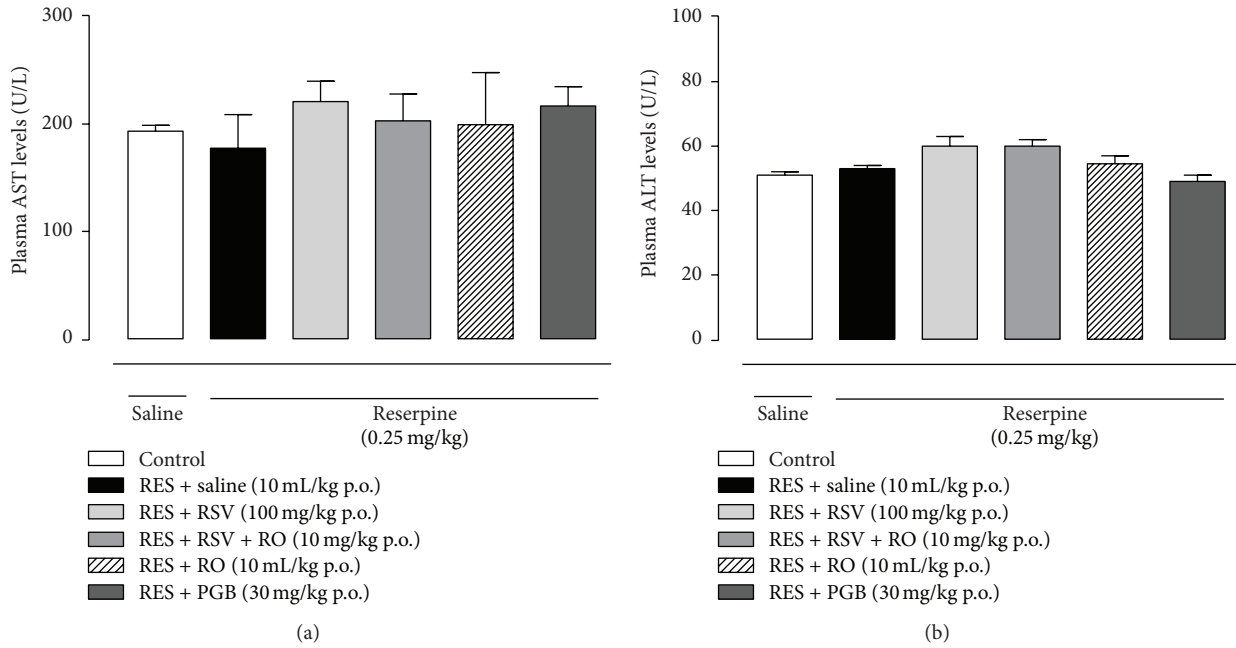 Plasma AST levels (U/L)
300
200
100
0
Saline
Reserpine
(0.25 mg/kg)
Control
RES + saline (10 mL/kg p.o.)
RES + RSV (100 mg/kg p.o.)
RES + RSV + RO (10 mg/kg p.o.)
RES + RO (10 mL/kg p.o.)
RES + PGB (30 mg/kg p.o.)
(a)
Plasma ALT levels (U/L)
100
80
60
40
20
0
Saline
Reserpine
(0.25 mg/kg)
Control
RES + saline (10 mL/kg p.o.)
RES + RSV (100 mg/kg p.o.)
RES + RSV + RO (10 mg/kg p.o.)
RES + RO (10 mL/kg p.o.)
RES + PGB (30 mg/kg p.o.)
(b)